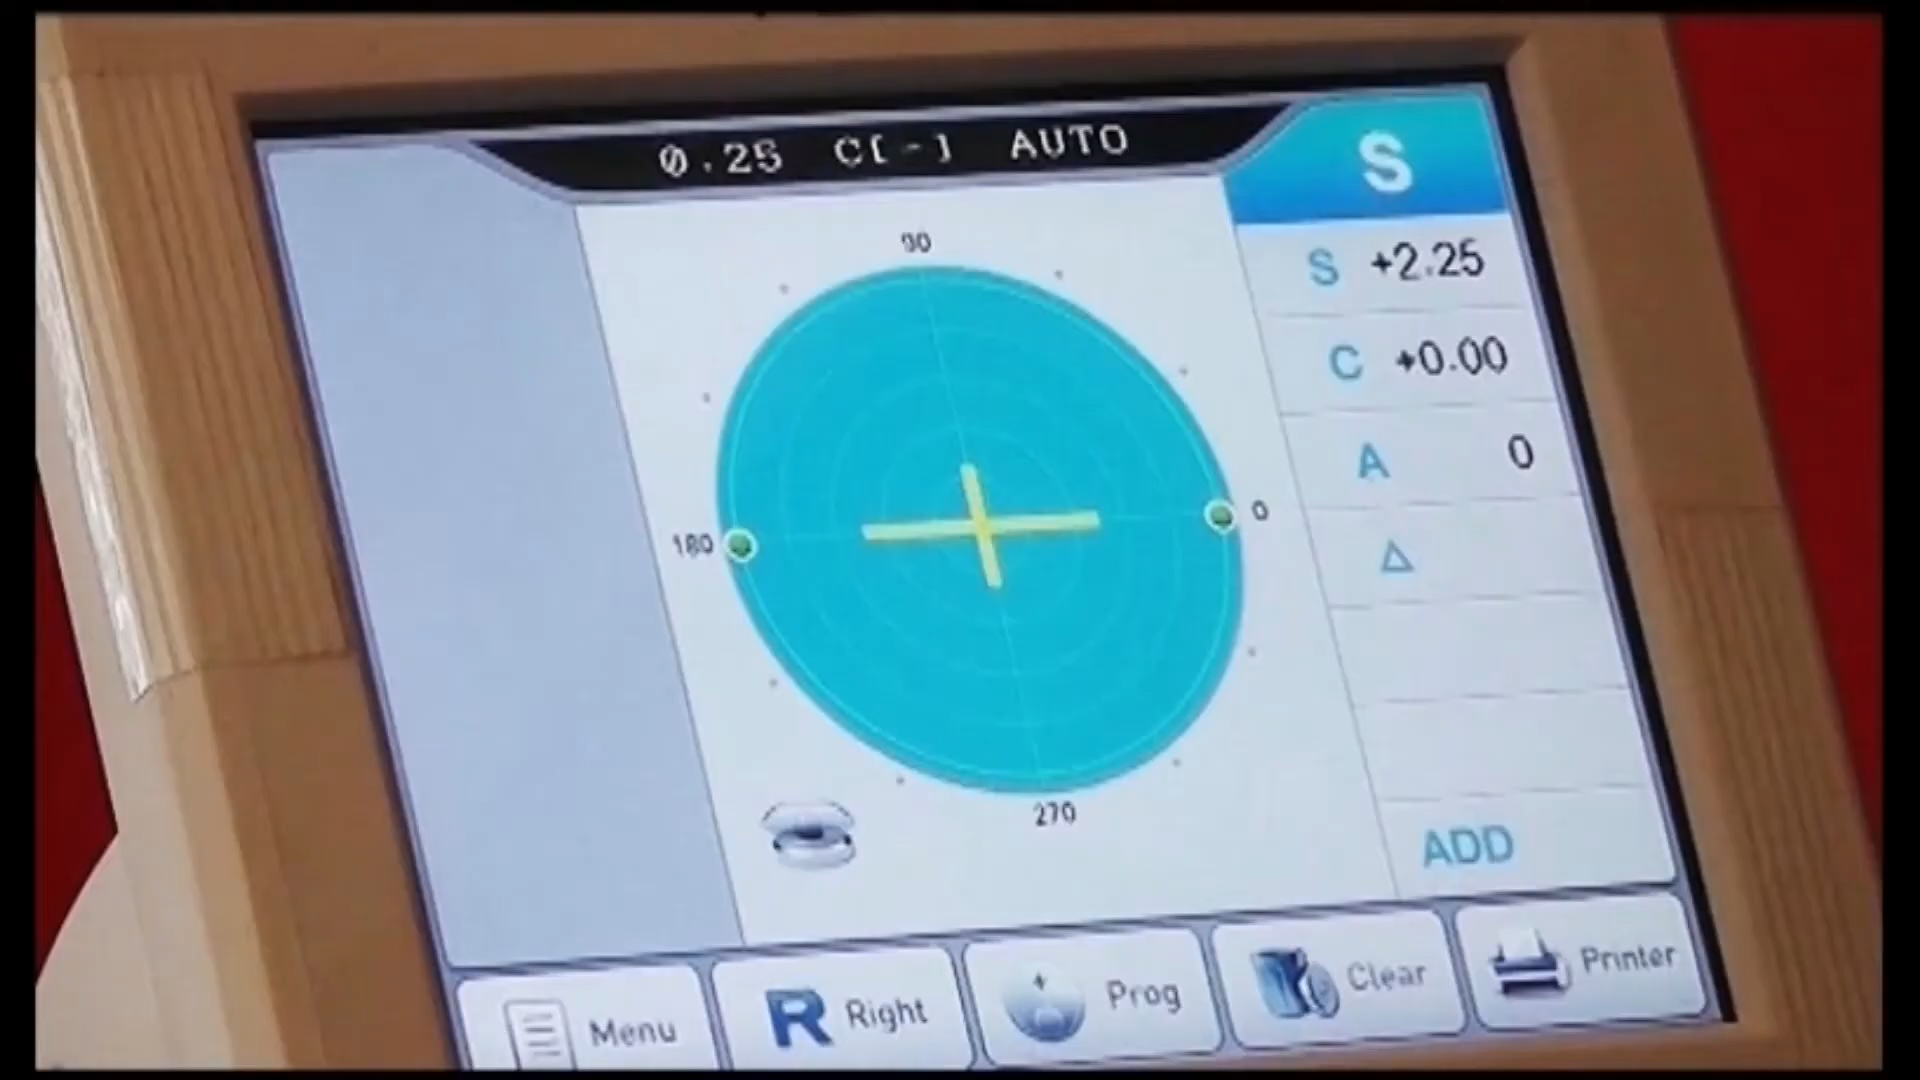 0.25 C[-] AUTO
S
S +2.25
C +0.00
A 0
Δ
ADD
90
180
0
270
Menu
R Right
Prog
Clear
Printer